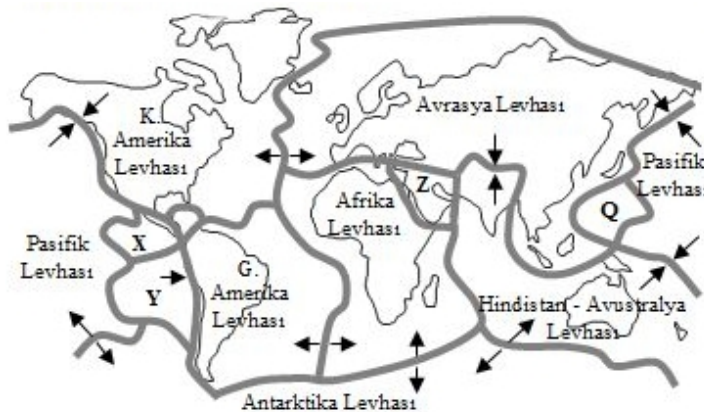 K.
Amerika
Levhası
Avrasya Levhası
Pasifik
Levhası
Z
Afrika
Levhası
Q
X
Pasifik
Levhası
Y
G.
Amerika
Levhası
Hindistan - Avustralya
Levhası
Antarktika Levhası